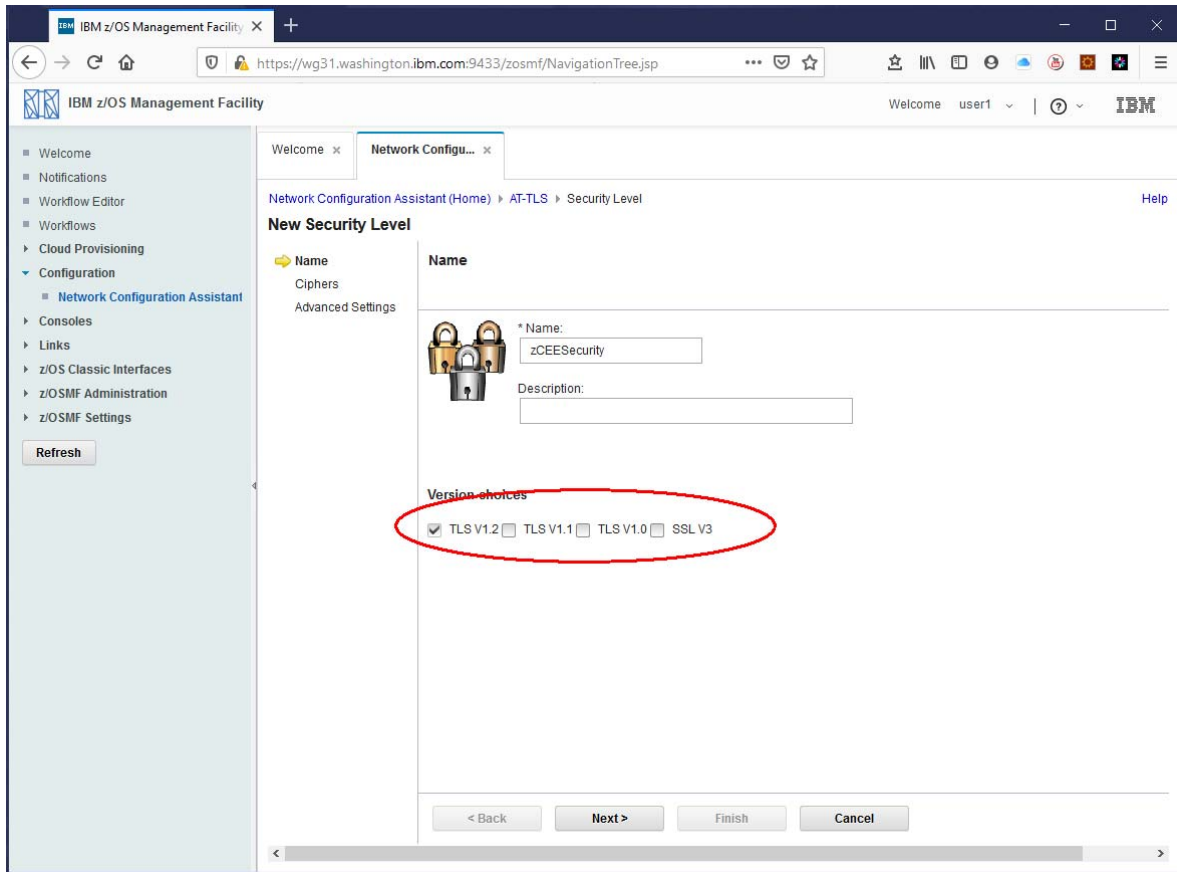 IBM IBM z/OS Management Facility
https://wg31.washington.ibm.com:9433/zosmf/NavigationTree.jsp
IBM z/OS Management Facility
Welcome user1
IBM
Welcome
Notifications
Workflow Editor
Workflows
Cloud Provisioning
Configuration
Network Configuration Assistant
Consoles
Links
z/OS Classic Interfaces
z/OSMF Administration
z/OSMF Settings
Refresh
Welcome
Network Configu...
Network Configuration Assistant (Home) AT-TLS Security Level
Help
New Security Level
Name
Ciphers
Advanced Settings
Name
* Name:
zCEESecurity
Description:
Version choices
TLS V1.2 TLS V1.1 TLS V1.0 SSL V3
< Back Next > Finish Cancel